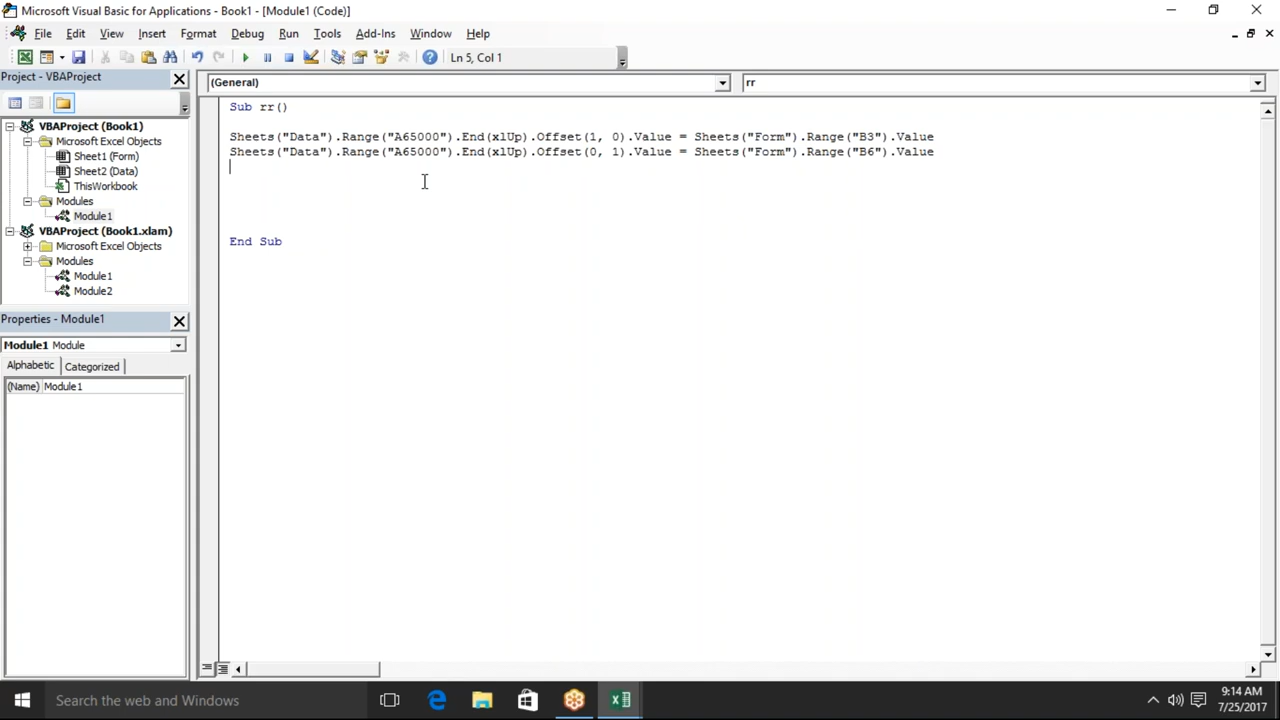 Microsoft Visual Basic for Applications - Book1 - [Module1 (Code)]
File Edit View Insert Format Debug Run Tools Add-Ins Window Help
Ln 5, Col 1
Project - VBAProject
(General)
rr
VBAProject (Book1)
Microsoft Excel Objects
Sheet1 (Form)
Sheet2 (Data)
ThisWorkbook
Modules
Module1
VBAProject (Book1.xlam)
Microsoft Excel Objects
Modules
Module1
Module2
Sub rr()
Sheets("Data").Range("A65000").End(xlUp).Offset(1, 0).Value = Sheets("Form").Range("B3").Value
Sheets("Data").Range("A65000").End(xlUp).Offset(0, 1).Value = Sheets("Form").Range("B6").Value
End Sub
Properties - Module1
Module1 Module
Alphabetic Categorized
(Name) Module1
Search the web and Windows
9:14 AM
7/25/2017